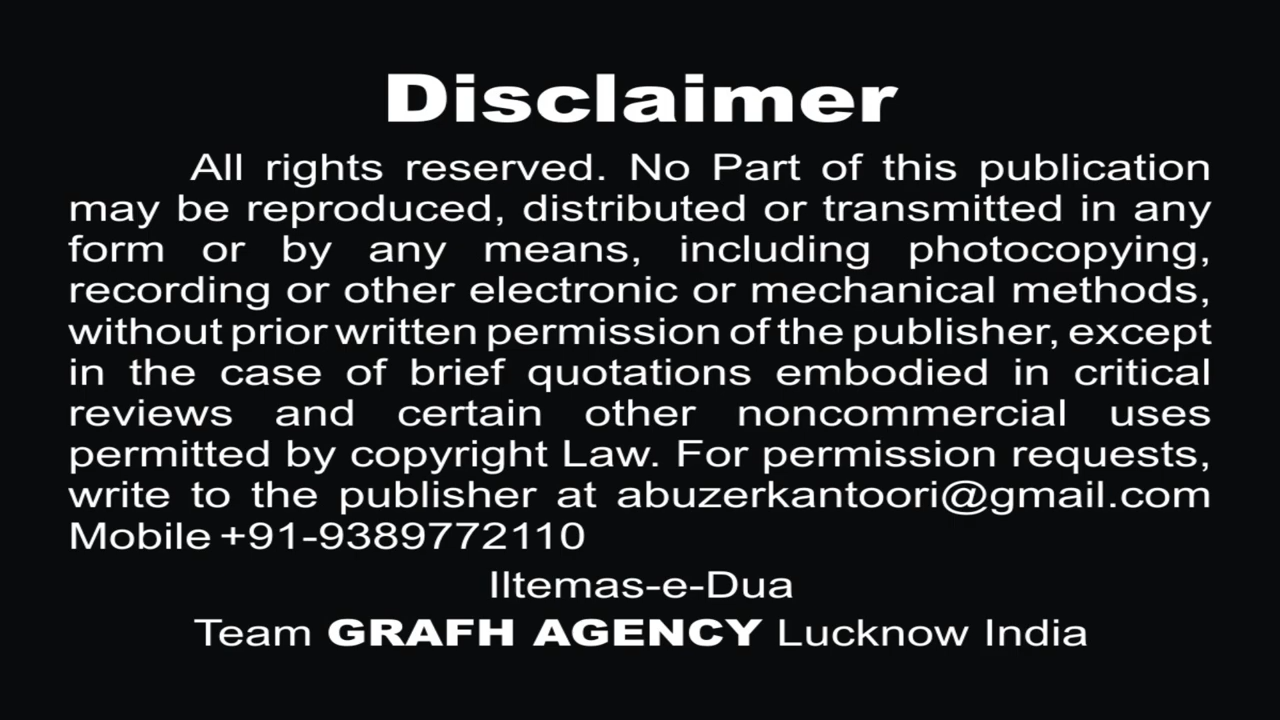 Disclaimer
All rights reserved. No Part of this publication
may be reproduced, distributed or transmitted in any
form or by any means, including photocopying,
recording or other electronic or mechanical methods,
without prior written permission of the publisher, except
in the case of brief quotations embodied in critical
reviews and certain other noncommercial uses
permitted by copyright Law. For permission requests,
write to the publisher at abuzerkantoori@gmail.com
Mobile +91-9389772110
IItemas-e-Dua
Team GRAFH AGENCY Lucknow India